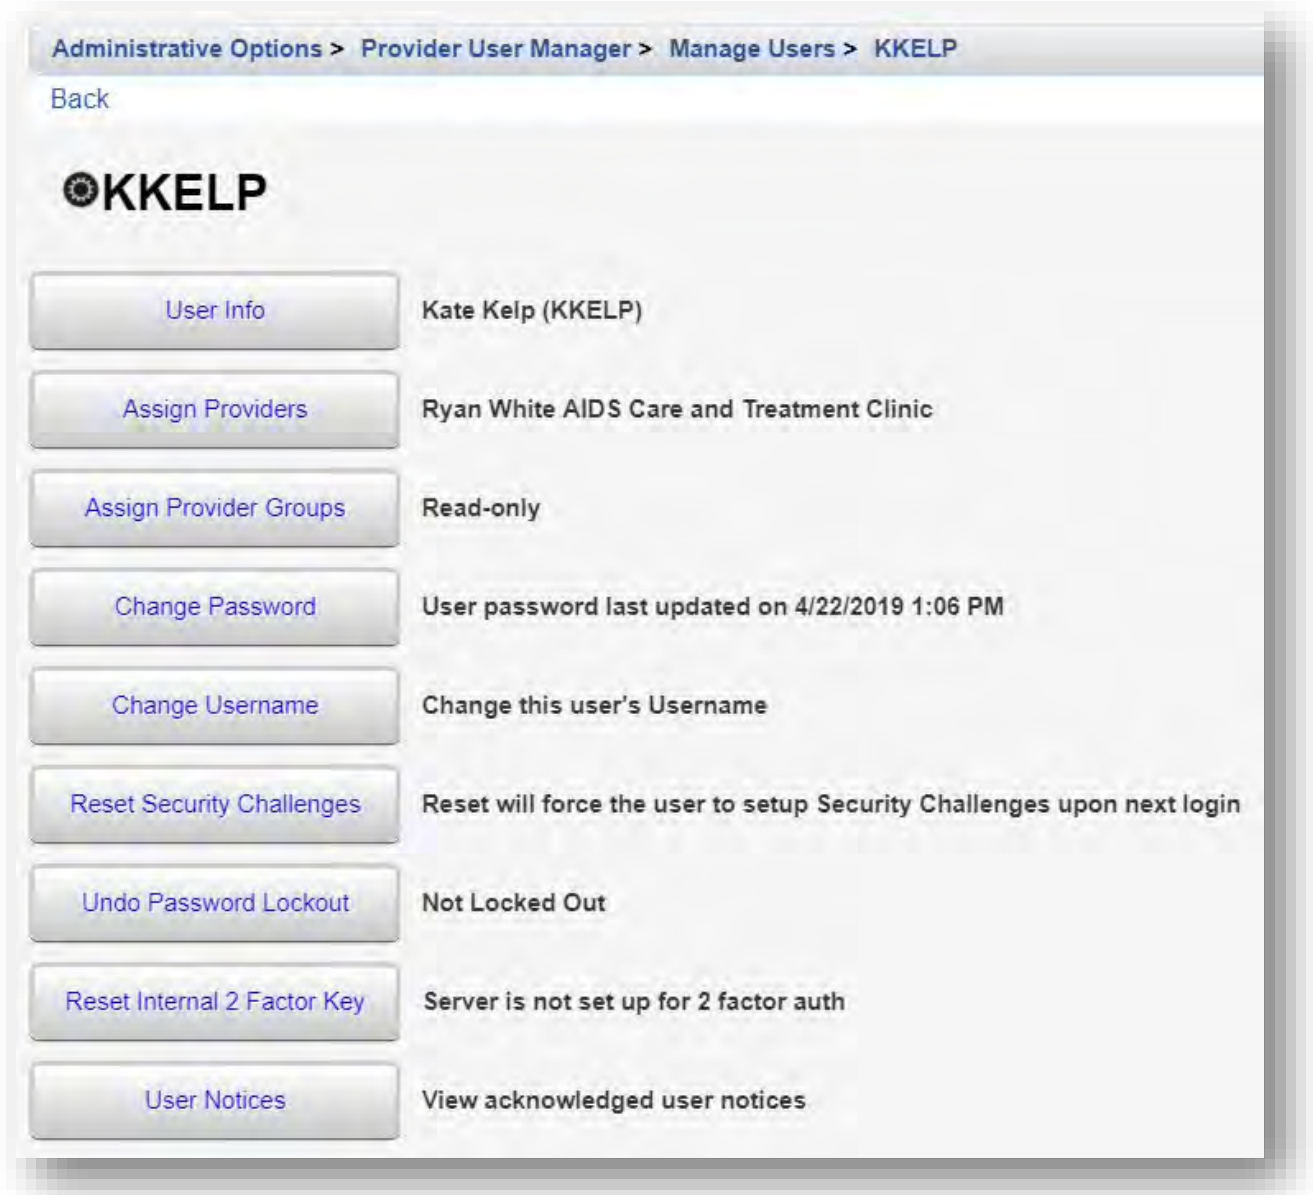 Administrative Options > Provider User Manager > Manage Users > KKELP
Back
KKELP
User Info Kate Kelp (KKELP)
Assign Providers Ryan White AIDS Care and Treatment Clinic
Assign Provider Groups Read-only
Change Password User password last updated on 4/22/2019 1:06 PM
Change Username Change this user's Username
Reset Security Challenges Reset will force the user to setup Security Challenges upon next login
Undo Password Lockout Not Locked Out
Reset Internal 2 Factor Key Server is not set up for 2 factor auth
User Notices View acknowledged user notices